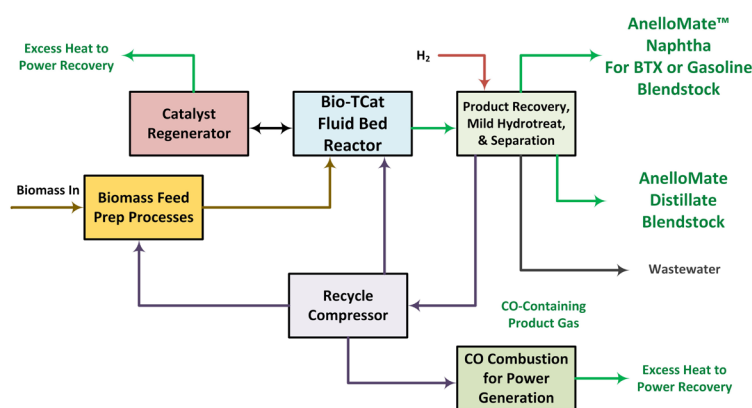 AnelloMate™
Naphtha
For BTX or Gasoline
Blendstock
Excess Heat to
Power Recovery
H2
Catalyst
Regenerator
Bio-TCat
Fluid Bed
Reactor
Product Recovery,
Mild Hydrotreat,
& Separation
Biomass In
Biomass Feed
Prep Processes
AnelloMate
Distillate
Blendstock
Wastewater
Recycle
Compressor
CO-Containing
Product Gas
CO Combustion
for Power
Generation
Excess Heat to
Power Recovery